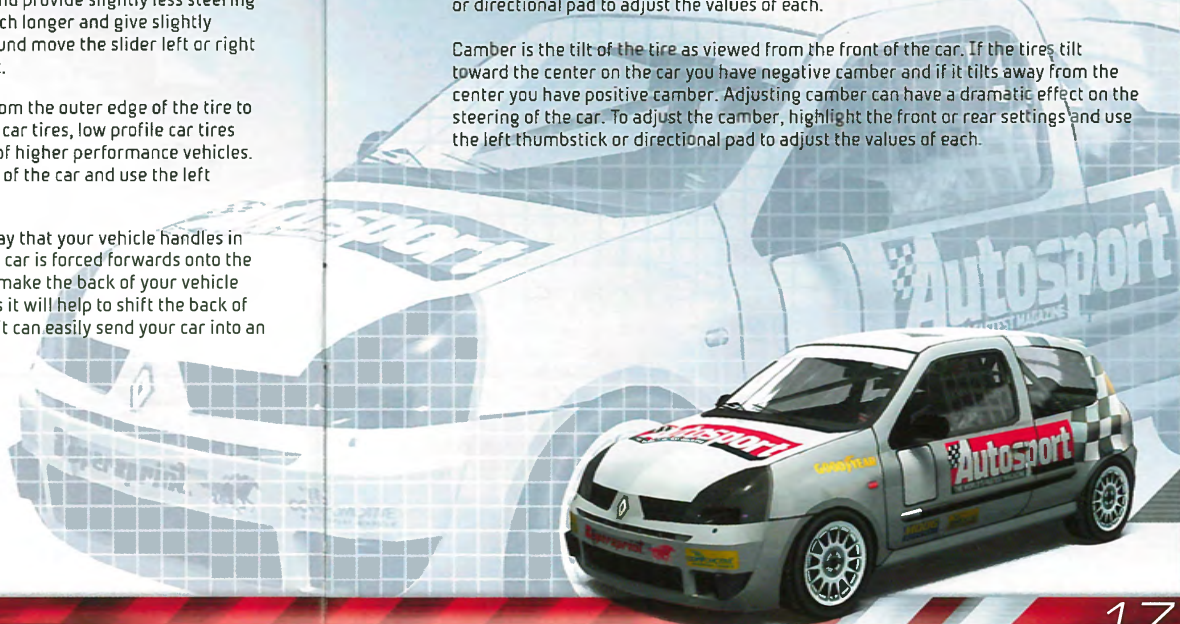 nd provide slightly less steering
ch longer and give slightly
und move the slider left or right
om the outer edge of the tire to
car tires, low profile car tires
of higher performance vehicles.
of the car and use the left
ay that your vehicle handles in
car is forced forwards onto the
make the back of your vehicle
s it will help to shift the back of
t can easily send your car into an
or directional pad to adjust the values of each.
Camber is the tilt of the tire as viewed from the front of the car. If the tires tilt
toward the center on the car you have negative camber and if it tilts away from the
center you have positive camber. Adjusting camber can have a dramatic effect on the
steering of the car. To adjust the camber, highlight the front or rear settings and use
the left thumbstick or directional pad to adjust the values of each.
Autosport
Autosport
Autosport
GOODYEAR
Autosport
17